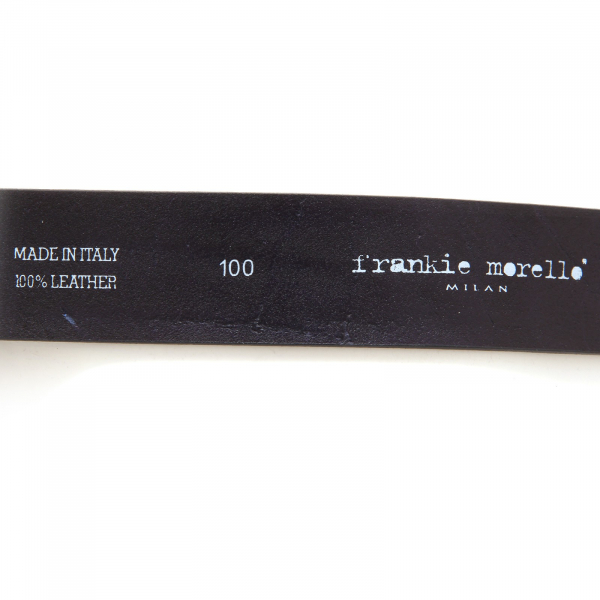 MADE IN ITALY
100% LEATHER
100
frankie morello
MILAN